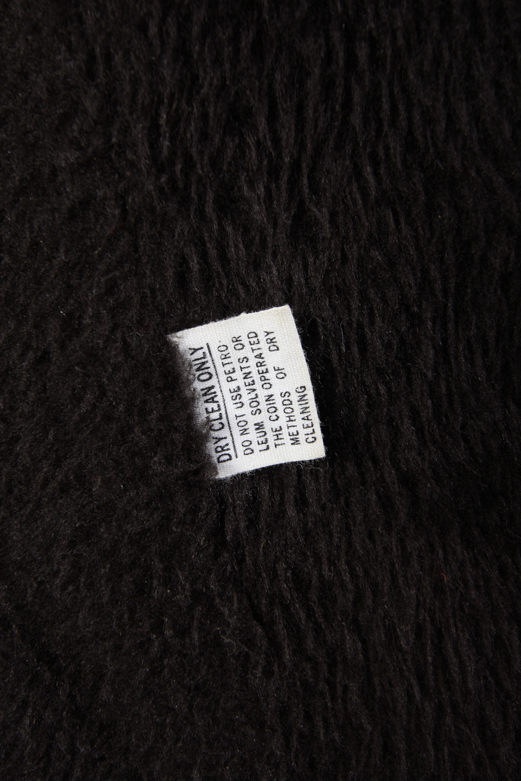 DRY CLEAN ONLY
DO NOT USE PETRO-
LEUM SOLVENTS OR
THE COIN OPERATED
METHODS OF DRY
CLEANING